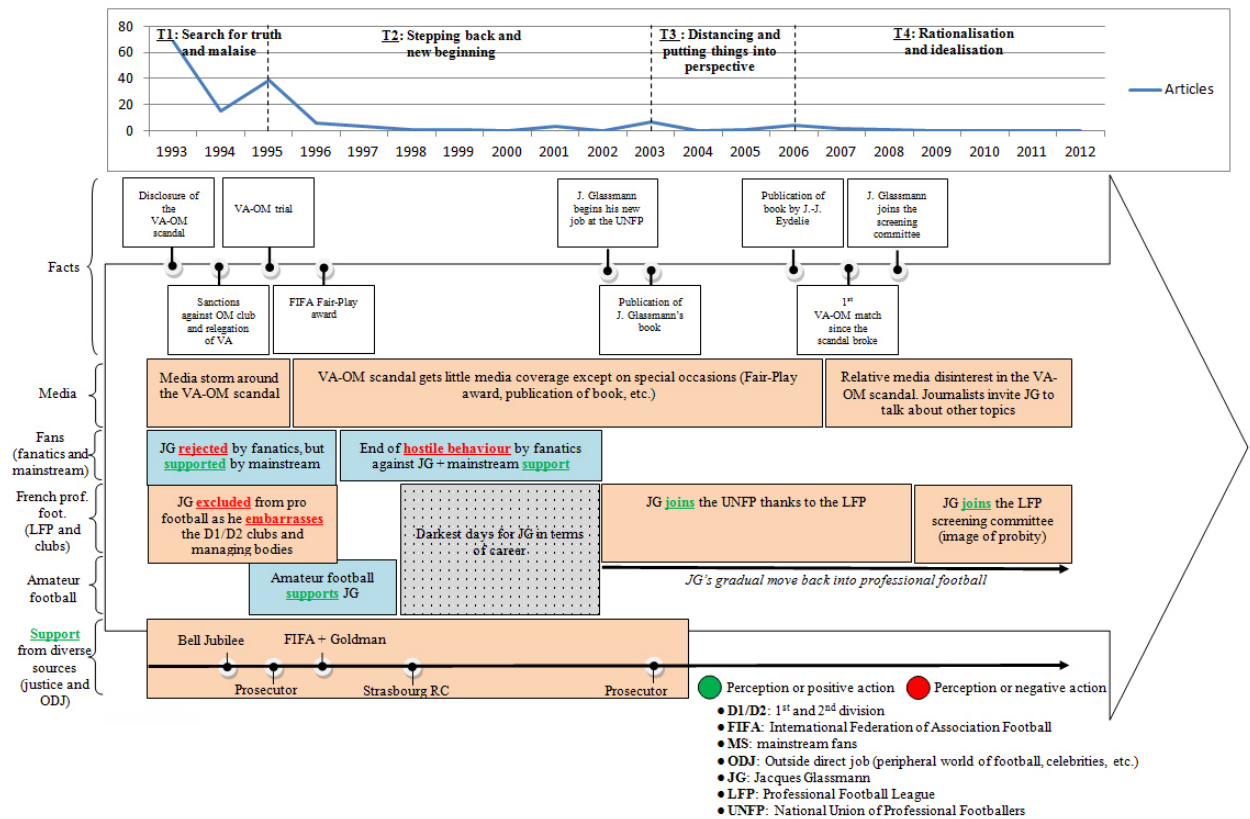 80
60
40
20
0
T1: Search for truth
and malaise
T2: Stepping back and
new beginning
T3 : Distancing and
putting things into
perspective
T4: Rationalisation
and idealisation
Articles
1993 1994 1995 1996 1997 1998 1999 2000 2001 2002 2003 2004 2005 2006 2007 2008 2009 2010 2011 2012
Facts
Disclosure of
the
VA-OM
scandal
VA-OM trial
J. Glassmann
begins his new
job at the UNFP
Publication of
book by J.-J.
Eydelie
J. Glassmann
joins the
screening
committee
Sanctions
against OM club
and relegation
of VA
FIFA Fair-Play
award
Publication of
J. Glassmann's
book
1st
VA-OM match
since the
scandal broke
Media
Media storm around
the VA-OM scandal
VA-OM scandal gets little media coverage except on special occasions (Fair-Play
award, publication of book, etc.)
Relative media disinterest in the VA-
OM scandal. Journalists invite JG to
talk about other topics
Fans
(fanatics and
mainstream)
JG rejected by fanatics, but
supported by mainstream
End of hostile behaviour by fanatics
against JG + mainstream support
French prof.
foot.
(LFP and
clubs)
JG excluded from pro
football as he embarrasses
the D1/D2 clubs and
managing bodies
Darkest days for JG in terms
of career
JG joins the UNFP thanks to the LFP
JG joins the LFP
screening committee
(image of probity)
Amateur
football
Amateur football
supports JG
JG's gradual move back into professional football
Support
from diverse
sources
(justice and
ODJ)
Bell Jubilee
FIFA + Goldman
Prosecutor
Strasbourg RC
Prosecutor
Perception or positive action
Perception or negative action
● D1/D2: 1st and 2nd division
● FIFA: International Federation of Association Football
● MS: mainstream fans
● ODJ: Outside direct job (peripheral world of football, celebrities, etc.)
● JG: Jacques Glassmann
● LFP: Professional Football League
● UNFP: National Union of Professional Footballers